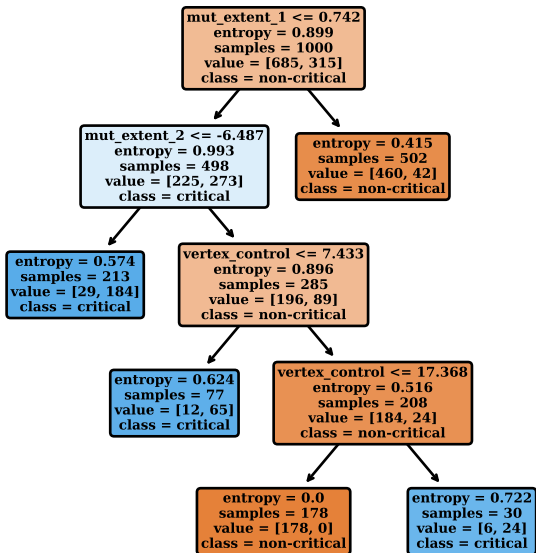 mut_extent_1 <= 0.742
entropy = 0.899
samples = 1000
value = [685, 315]
class = non-critical
mut_extent_2 <= -6.487
entropy = 0.993
samples = 498
value = [225, 273]
class = critical
entropy = 0.415
samples = 502
value = [460, 42]
class = non-critical
entropy = 0.574
samples = 213
value = [29, 184]
class = critical
vertex_control <= 7.433
entropy = 0.896
samples = 285
value = [196, 89]
class = non-critical
entropy = 0.624
samples = 77
value = [12, 65]
class = critical
vertex_control <= 17.368
entropy = 0.516
samples = 208
value = [184, 24]
class = non-critical
entropy = 0.0
samples = 178
value = [178, 0]
class = non-critical
entropy = 0.722
samples = 30
value = [6, 24]
class = critical